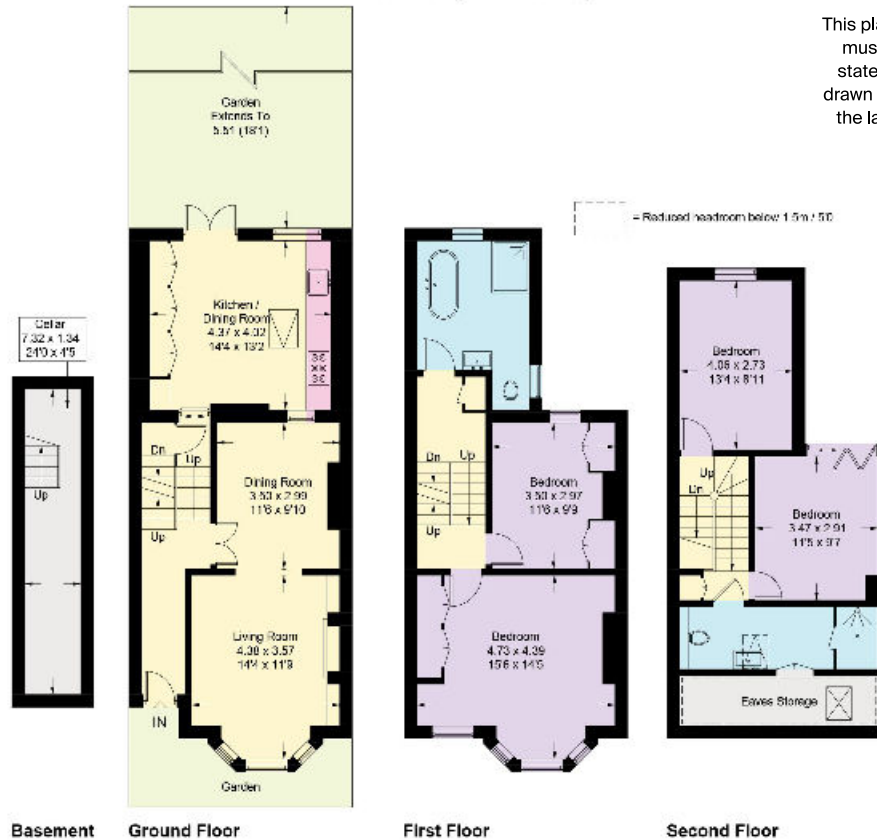 This pla
mus
state
drawn
the la
Garden
Extends To
5.51 (18'1)
= Reduced headroom below 1.5m / 5'0
Cellar
7.32 x 1.34
24'0 x 4'5
Up
Kitchen /
Dining Room
4.37 x 4.02
14'4 x 13'2
Dn
Up
Up
Dining Room
3.50 x 2.99
11'6 x 9'10
Living Room
4.38 x 3.57
14'4 x 11'9
IN
Garden
Dn
Up
Up
Bedroom
3.50 x 2.97
11'6 x 9'9
Bedroom
4.73 x 4.39
15'6 x 14'5
Bedroom
4.06 x 2.73
13'4 x 8'11
Up
Dn
Bedroom
3.47 x 2.91
11'5 x 9'7
Eaves Storage
Basement
Ground Floor
First Floor
Second Floor